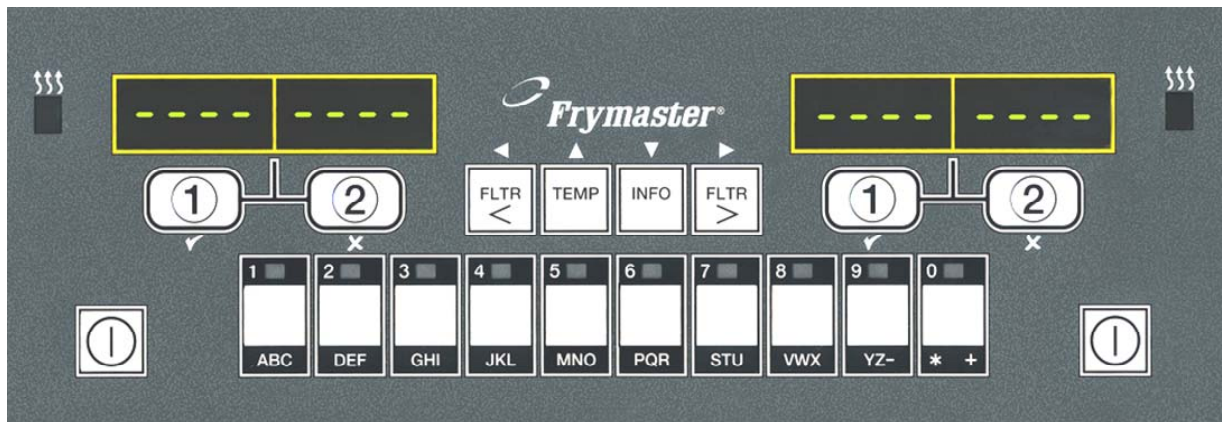 ---- ---- ---- ----
Frymaster®
1 2 FLTR < TEMP INFO FLTR > 1 2
✔ ✘ ✔ ✘
1 2 3 4 5 6 7 8 9 0
ABC DEF GHI JKL MNO PQR STU VWX YZ- * +